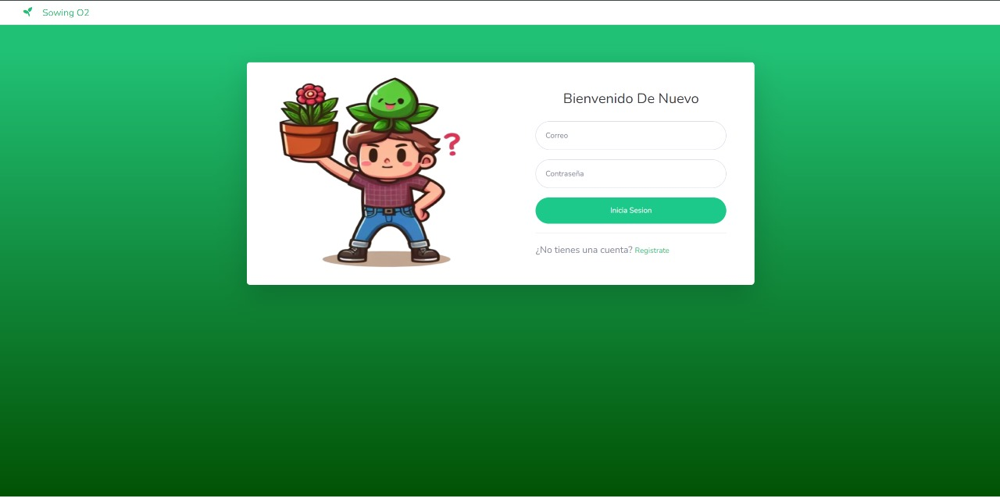 Sowing O2
?
Bienvenido De Nuevo
Correo
Contraseña
Inicia Sesion
¿No tienes una cuenta? Registrate